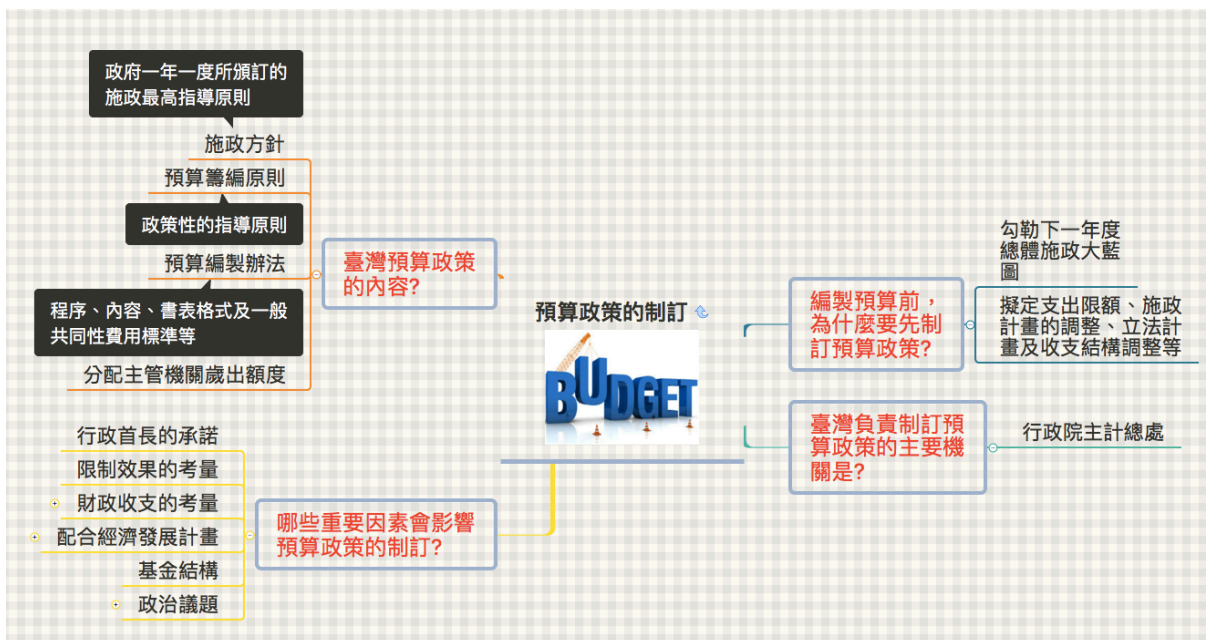 預算政策的制訂
BUDGET
編製預算前，
為什麼要先制
訂預算政策?
勾勒下一年度
總體施政大藍
圖
擬定支出限額、施政
計畫的調整、立法計
畫及收支結構調整等
臺灣負責制訂預
算政策的主要機
關是?
行政院主計總處
臺灣預算政策
的內容?
政府一年一度所頒訂的
施政最高指導原則
施政方針
預算籌編原則
政策性的指導原則
預算編製辦法
程序、內容、書表格式及一般
共同性費用標準等
分配主管機關歲出額度
哪些重要因素會影響
預算政策的制訂?
行政首長的承諾
限制效果的考量
財政收支的考量
配合經濟發展計畫
基金結構
政治議題